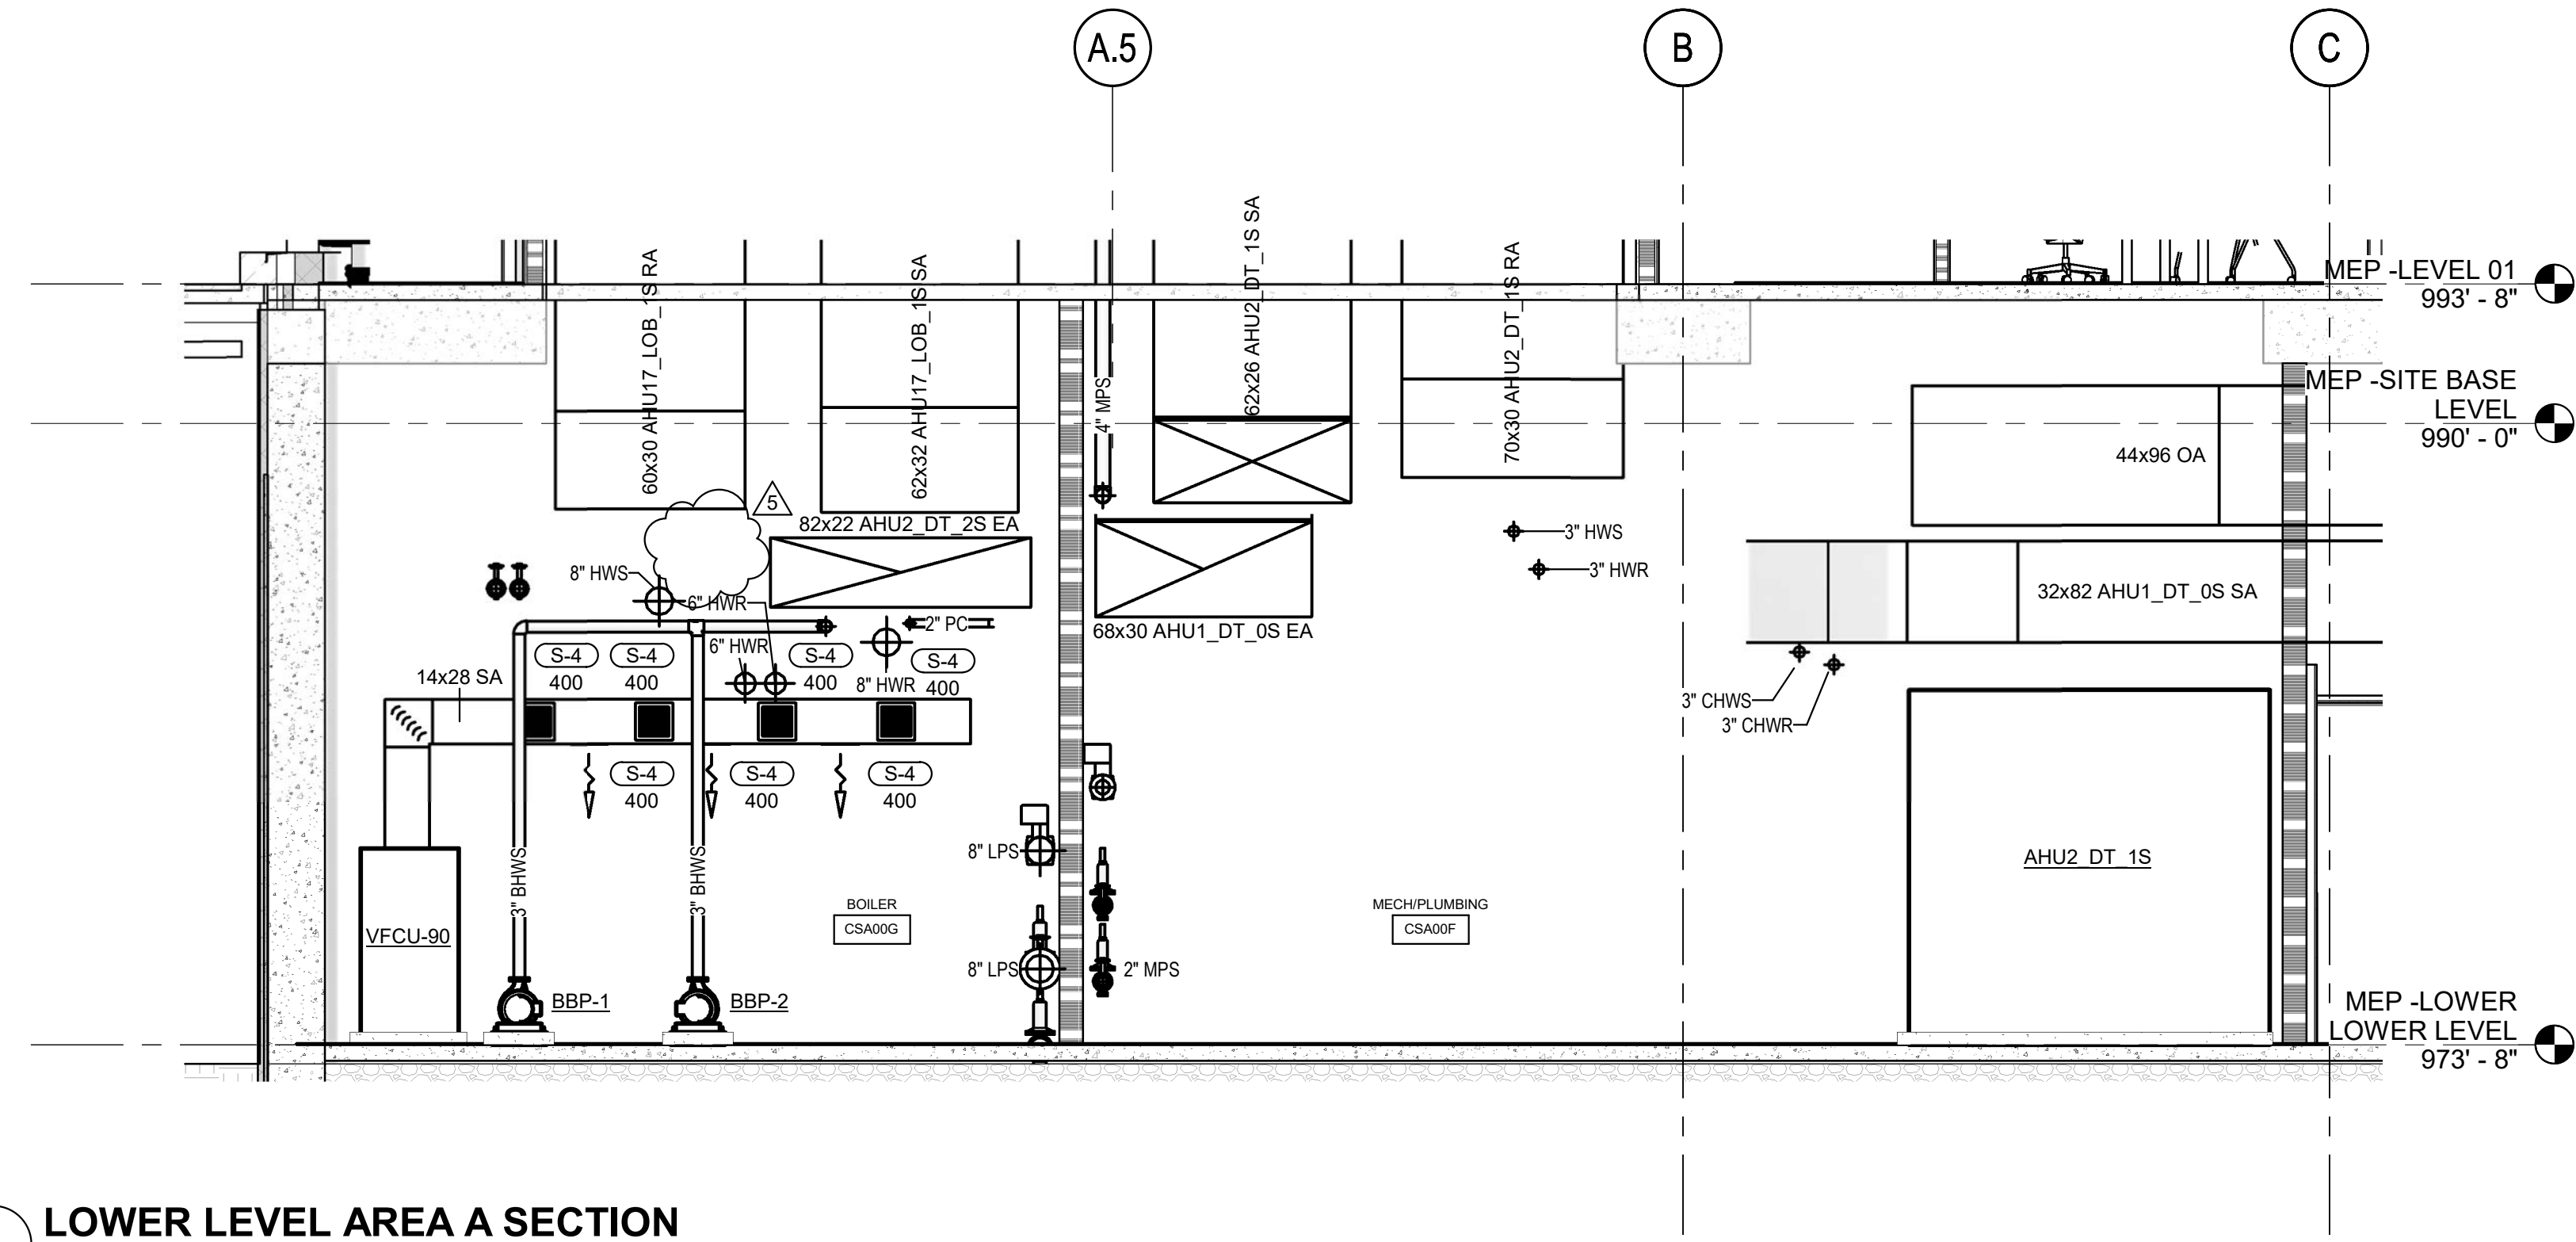 A.5
B
C
60x30 AHU17_LOB_1S RA
62x32 AHU17_LOB_1S SA
4" MPS
62x26 AHU2_DT_1S SA
70x30 AHU2_DT_1S RA
MEP -LEVEL 01
993' - 8"
MEP -SITE BASE
LEVEL
990' - 0"
44x96 OA
5
82x22 AHU2_DT_2S EA
8" HWS
6" HWR
2" PC
6" HWR
8" HWR
3" HWS
3" HWR
68x30 AHU1_DT_0S EA
32x82 AHU1_DT_0S SA
S-4
400
S-4
400
S-4
400
S-4
400
14x28 SA
3" CHWS
3" CHWR
S-4
400
S-4
400
S-4
400
3" BHWS
3" BHWS
8" LPS
VFCU-90
BOILER
CSA00G
MECH/PLUMBING
CSA00F
AHU2_DT_1S
8" LPS
2" MPS
BBP-1
BBP-2
MEP -LOWER
LOWER LEVEL
973' - 8"
LOWER LEVEL AREA A SECTION